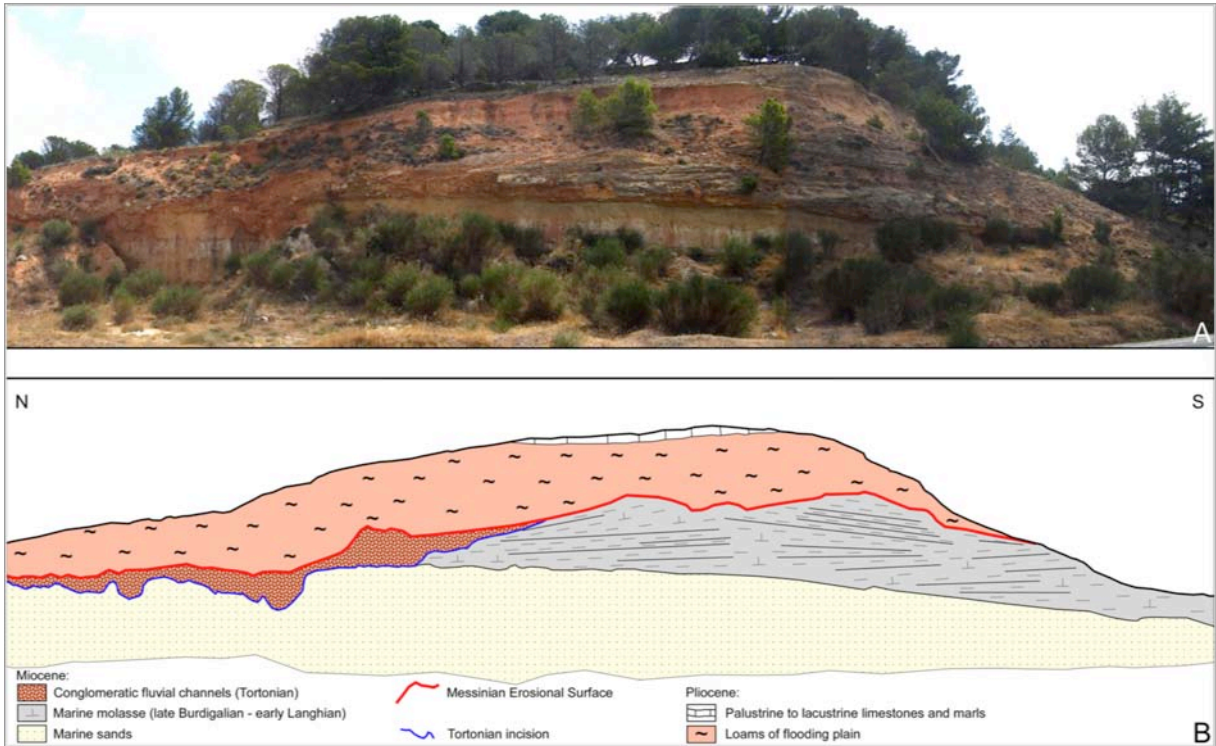 A
N
S
Miocene:
Conglomeratic fluvial channels (Tortonian)
Marine molasse (late Burdigalian - early Langhian)
Marine sands
Messinian Erosional Surface
Tortonian incision
Pliocene:
Palustrine to lacustrine limestones and marls
Loams of flooding plain
B